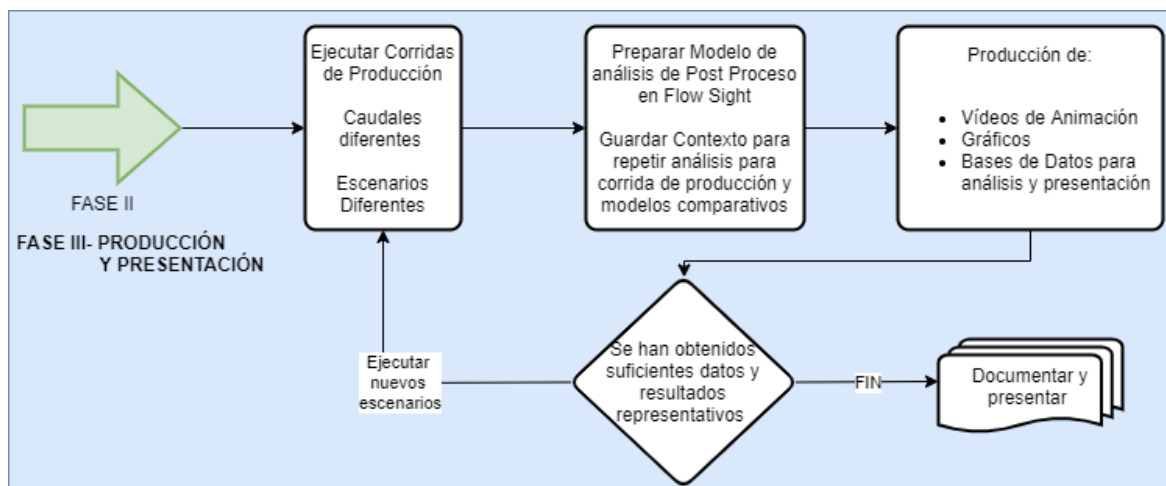 FASE II
FASE III- PRODUCCIÓN
Y PRESENTACIÓN
Ejecutar Corridas
de Producción
Caudales
diferentes
Escenarios
Diferentes
Preparar Modelo de
análisis de Post Proceso
en Flow Sight
Guardar Contexto para
repetir análisis para
corrida de producción y
modelos comparativos
Producción de:
• Vídeos de Animación
• Gráficos
• Bases de Datos para
análisis y presentación
Se han obtenidos
suficientes datos y
resultados
representativos
Ejecutar
nuevos
escenarios
FIN
Documentar y
presentar